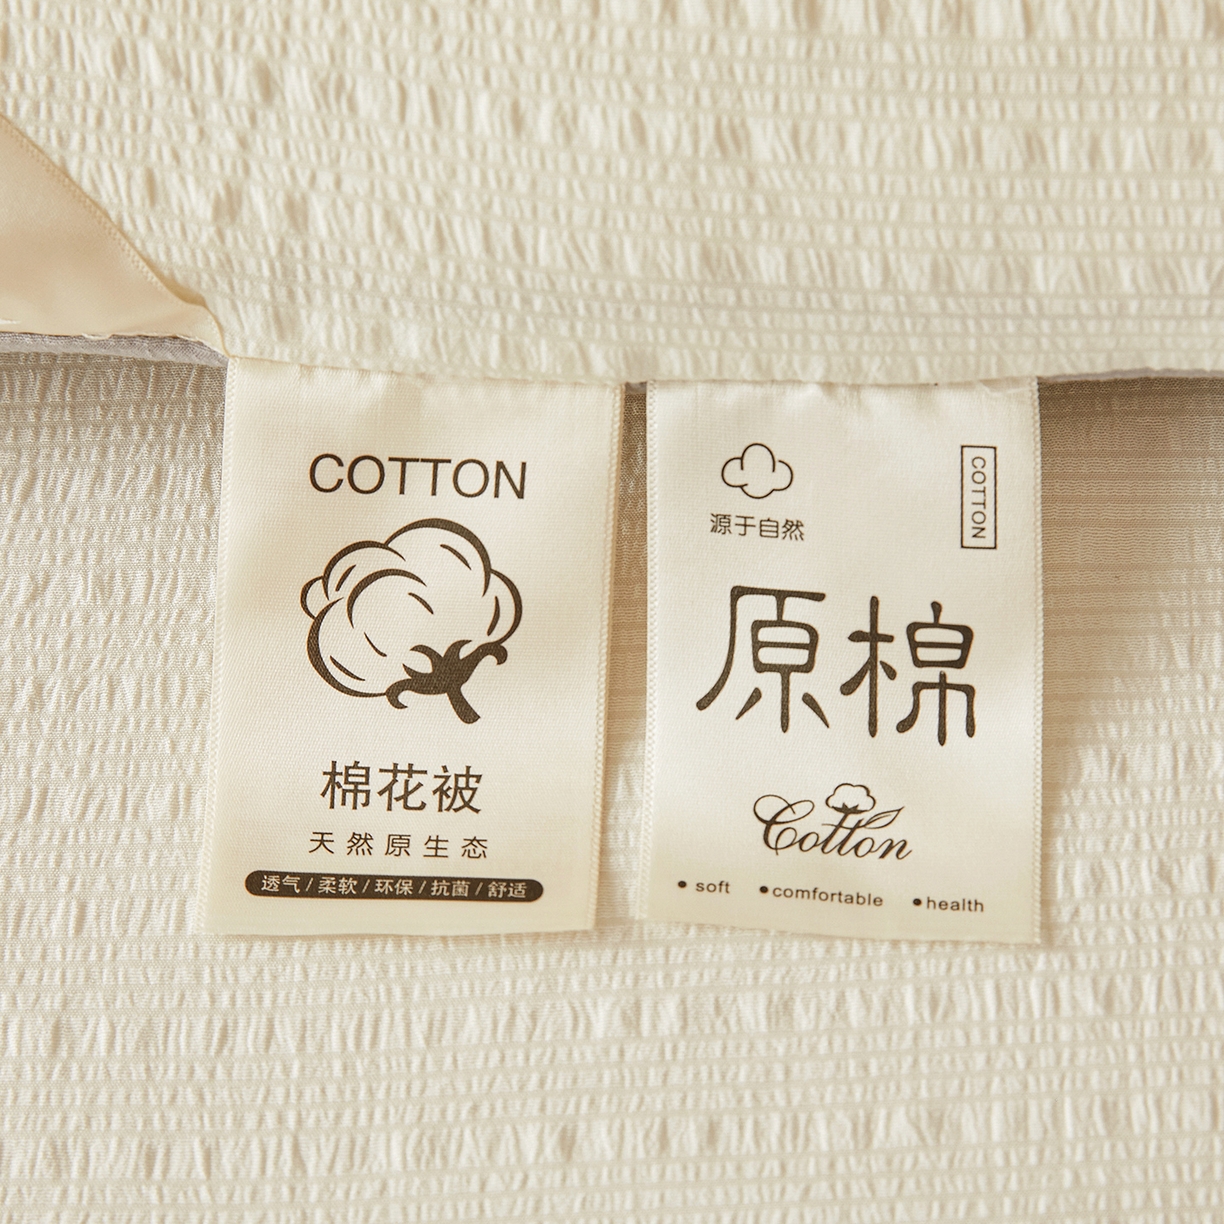 COTTON
棉花被
天然原生态
透气/柔软/环保/抗菌/舒适
源于自然
COTTON
原棉
Cotton
• soft •comfortable •health